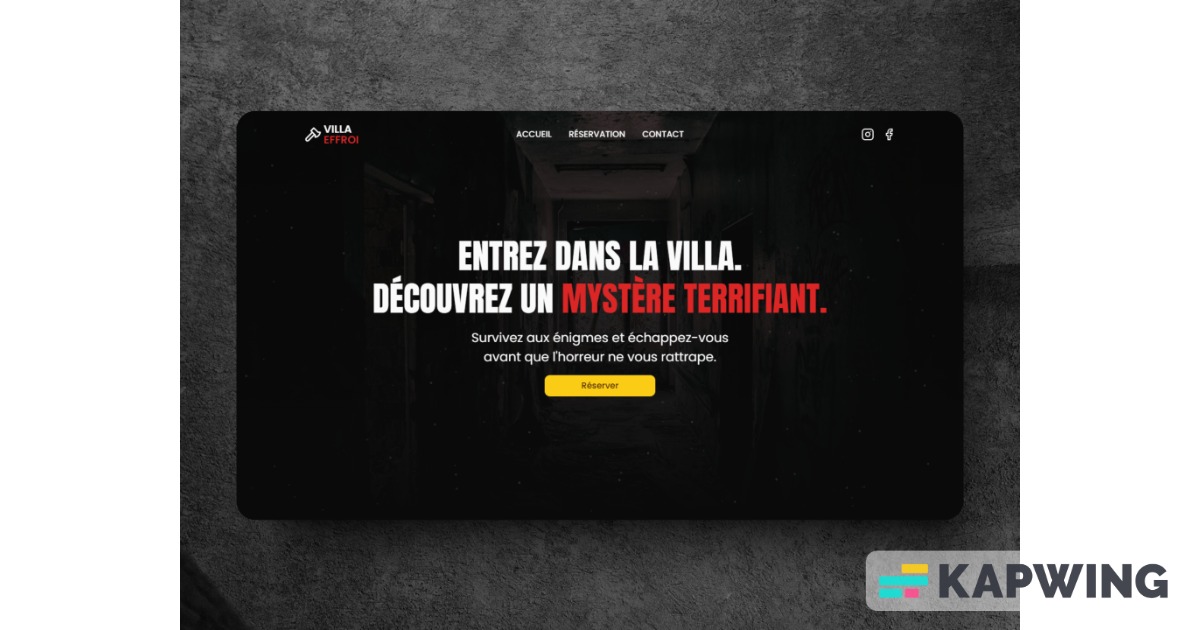 VILLA
EFFROI
ACCUEIL RÉSERVATION CONTACT
ENTREZ DANS LA VILLA.
DÉCOUVREZ UN MYSTÈRE TERRIFIANT.
Survivez aux énigmes et échappez-vous
avant que l'horreur ne vous rattrape.
Réserver
KAPWING